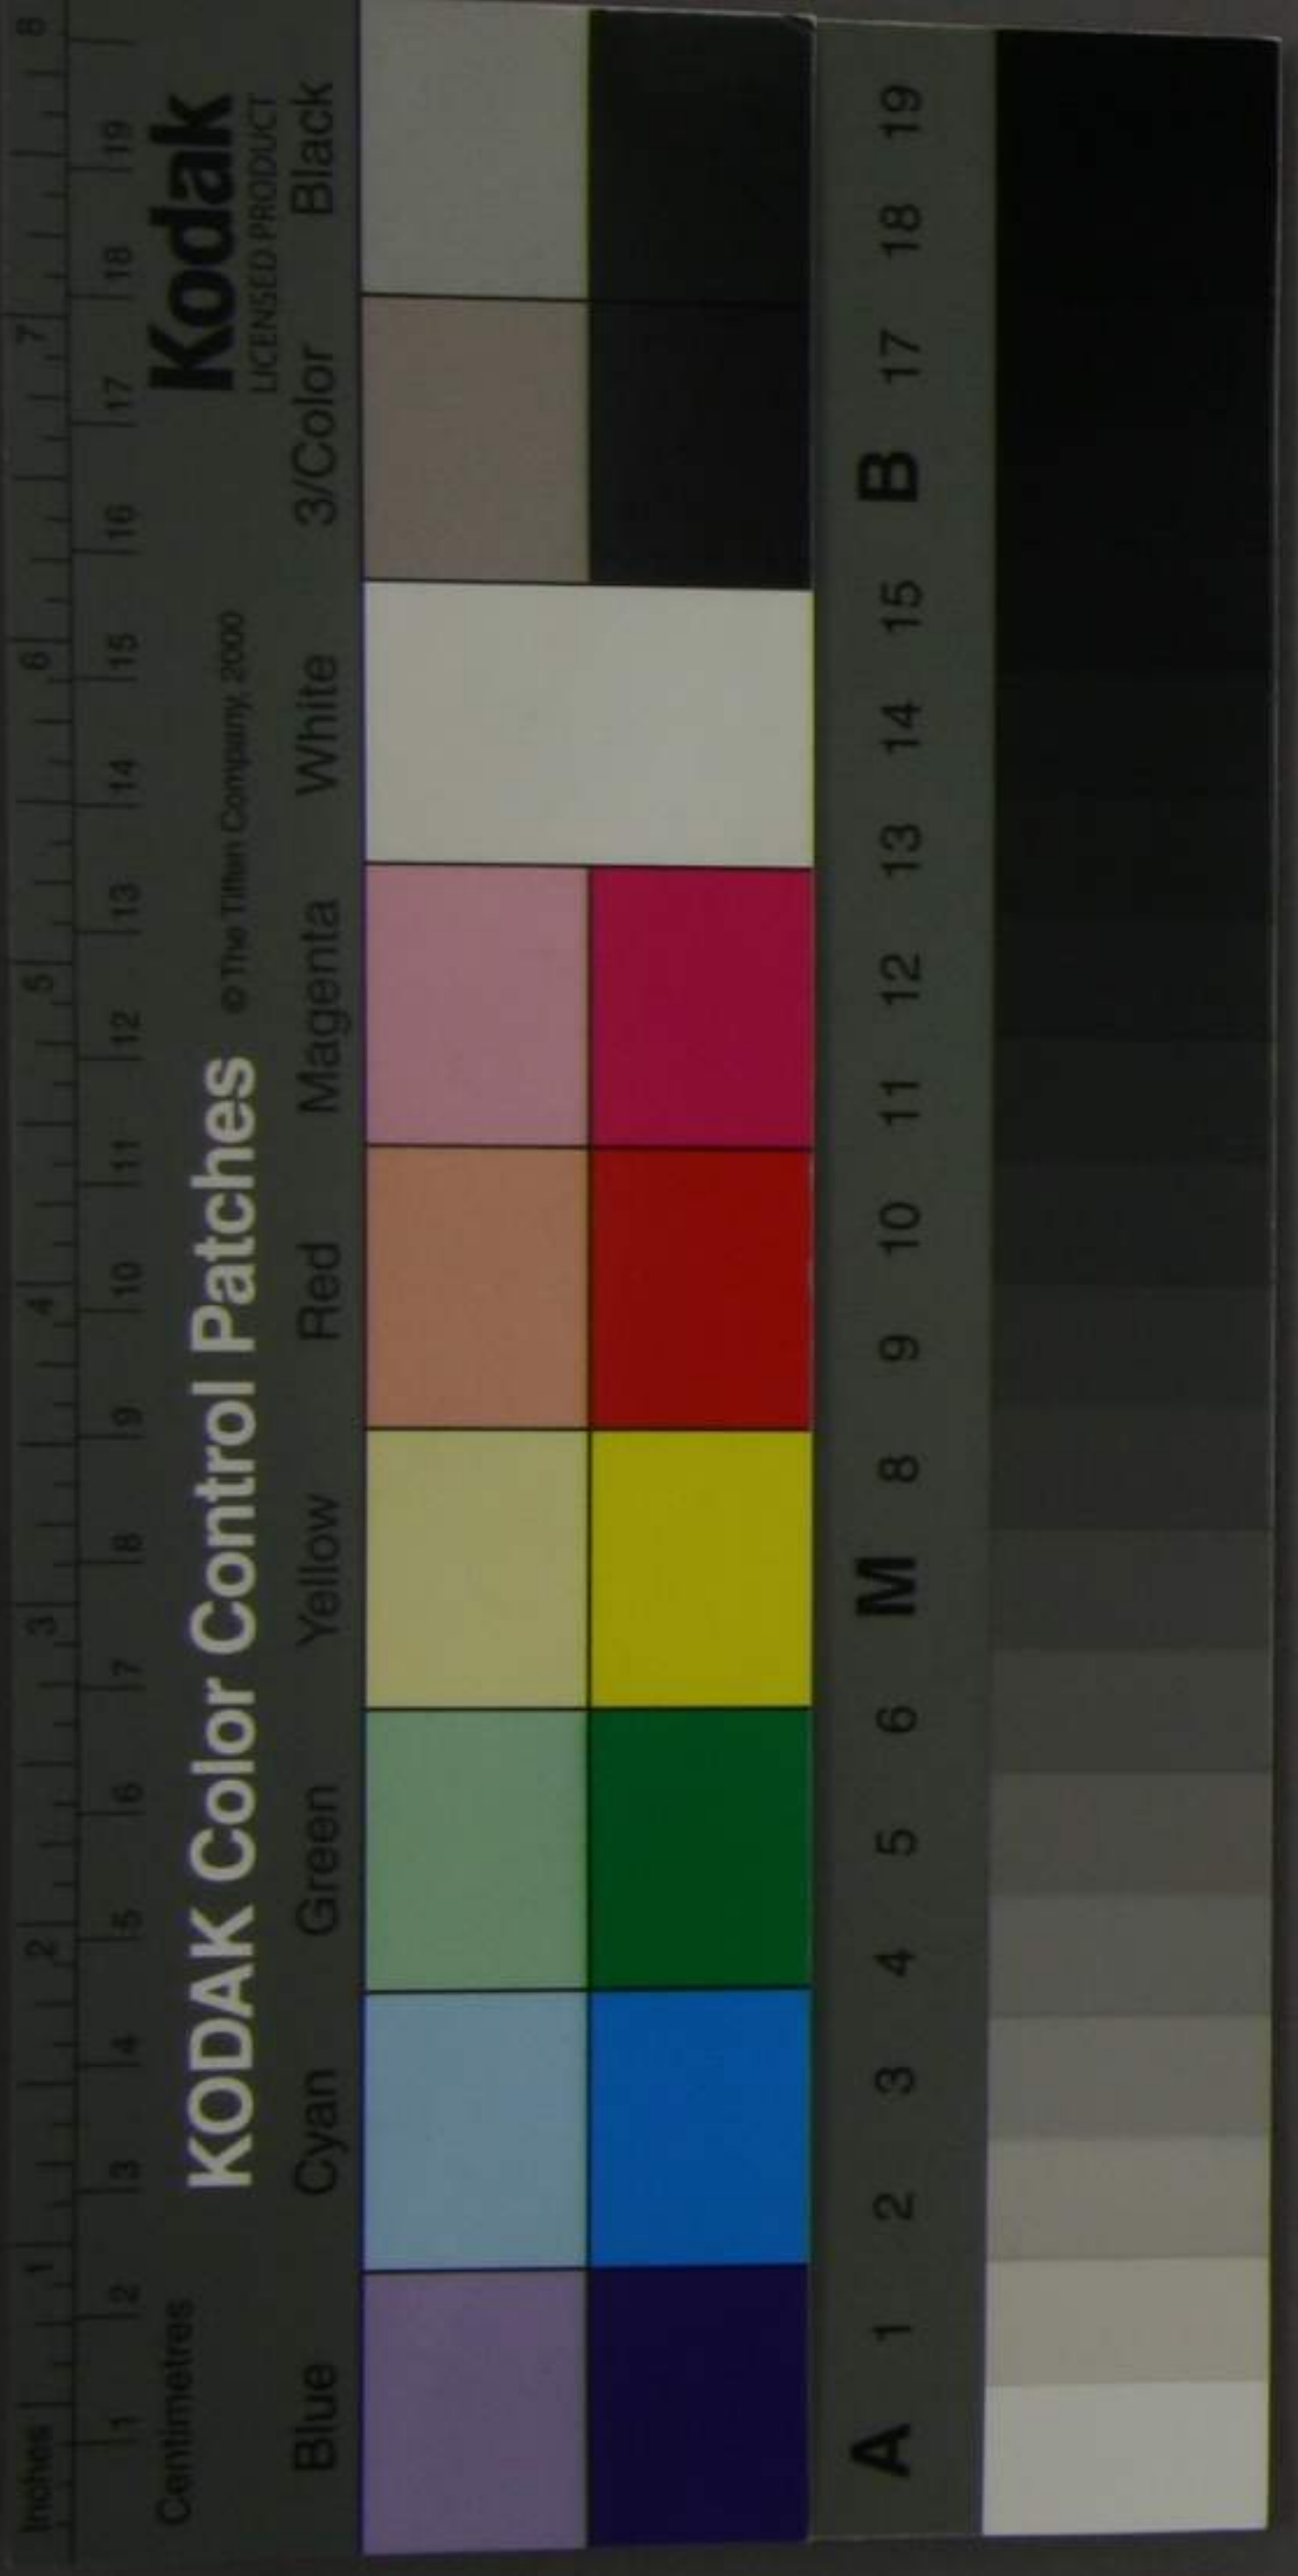 Inches 1 2 3 4 5 6 7 8
Centimetres 1 2 3 4 5 6 7 8 9 10 11 12 13 14 15 16 17 18 19
KODAK Color Control Patches © The Tiffen Company, 2000 Kodak
LICENSED PRODUCT
Blue Cyan Green Yellow Red Magenta White 3/Color Black
A 1 2 3 4 5 6 M 8 9 10 11 12 13 14 15 B 17 18 19